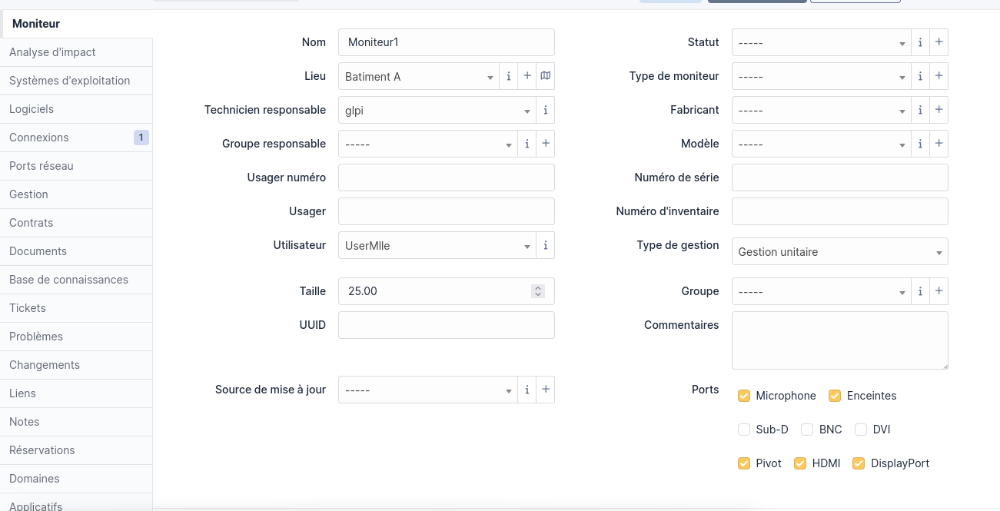 Moniteur
Analyse d'impact
Systèmes d'exploitation
Logiciels
Connexions 1
Ports réseau
Gestion
Contrats
Documents
Base de connaissances
Tickets
Problèmes
Changements
Liens
Notes
Réservations
Domaines
Applicatifs
Nom Moniteur1
Lieu Batiment A
Technicien responsable glpi
Groupe responsable -----
Usager numéro
Usager
Utilisateur UserMlle
Taille 25.00
UUID
Source de mise à jour -----
Statut -----
Type de moniteur -----
Fabricant -----
Modèle -----
Numéro de série
Numéro d'inventaire
Type de gestion Gestion unitaire
Groupe -----
Commentaires
Ports Microphone Enceintes
Sub-D BNC DVI
Pivot HDMI DisplayPort